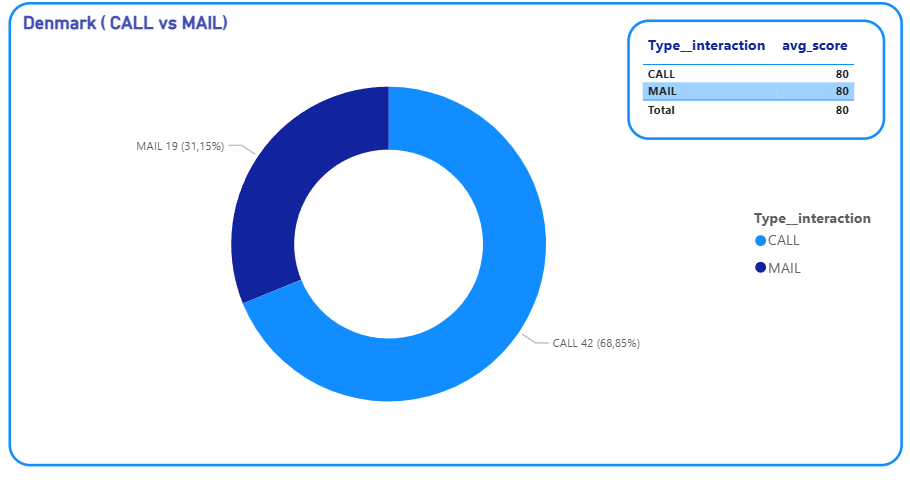 Denmark ( CALL vs MAIL)
Type__interaction avg_score
CALL 80
MAIL 80
Total 80
MAIL 19 (31,15%)
CALL 42 (68,85%)
Type__interaction
CALL
MAIL